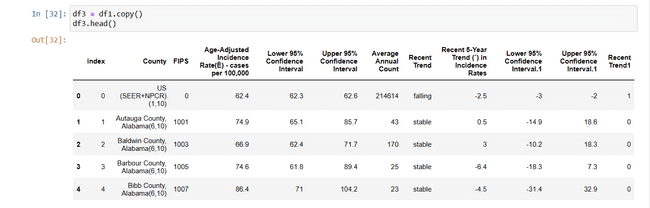 In [32]: df3 = df1.copy()
df3.head()
Out[32]:
index County FIPS Age-Adjusted Incidence Rate(Ê) - cases per 100,000 Lower 95% Confidence Interval Upper 95% Confidence Interval Average Annual Count Recent Trend Recent 5-Year Trend (ˆ) in Incidence Rates Lower 95% Confidence Interval.1 Upper 95% Confidence Interval.1 Recent Trend1
0 0 US (SEER+NPCR) (1,10) 0 62.4 62.3 62.6 214614 falling -2.5 -3 -2 1
1 1 Autauga County, Alabama(6,10) 1001 74.9 65.1 85.7 43 stable 0.5 -14.9 18.6 0
2 2 Baldwin County, Alabama(6,10) 1003 66.9 62.4 71.7 170 stable 3 -10.2 18.3 0
3 3 Barbour County, Alabama(6,10) 1005 74.6 61.8 89.4 25 stable -6.4 -18.3 7.3 0
4 4 Bibb County, Alabama(6,10) 1007 86.4 71 104.2 23 stable -4.5 -31.4 32.9 0